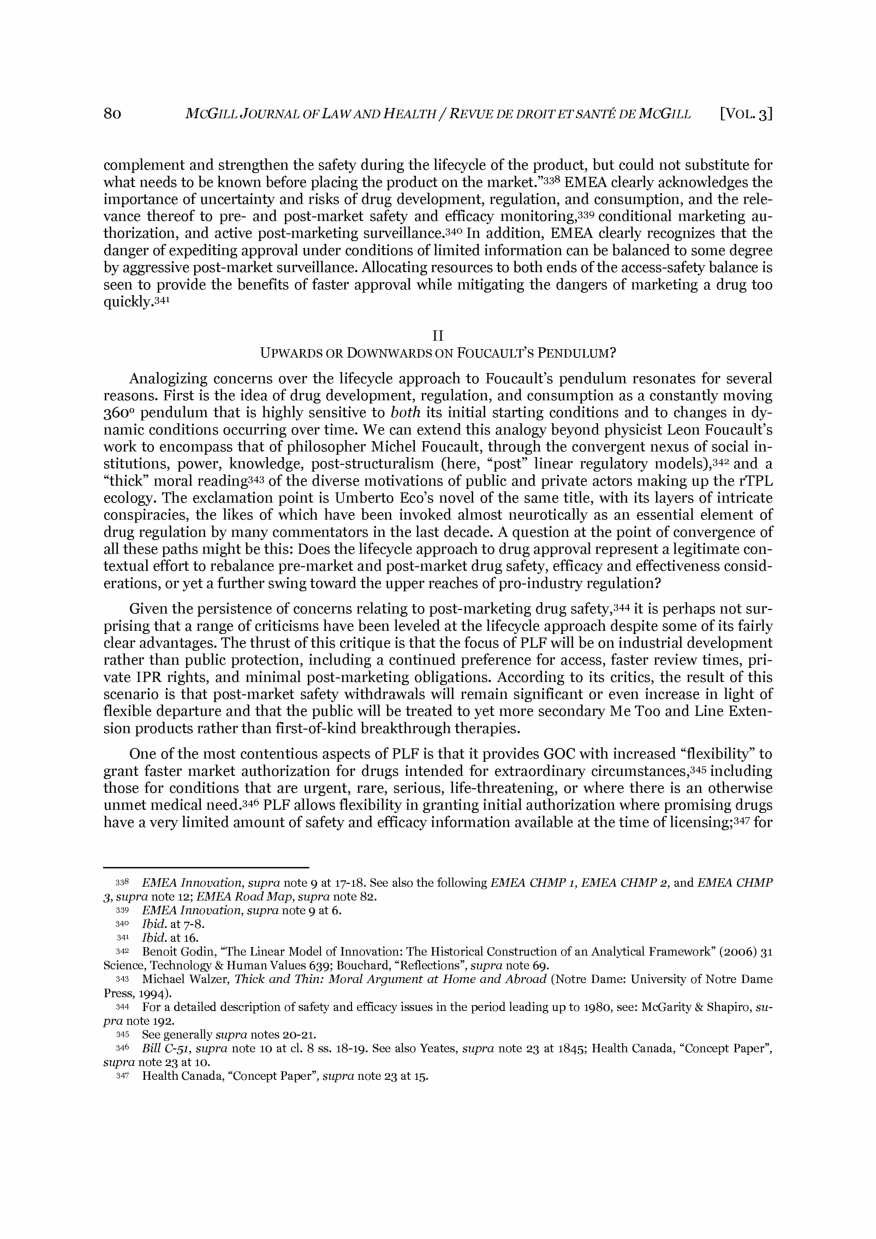 80 MCGILL JOURNAL OF LAW AND HEALTH / REVUE DE DROIT ET SANTÉ DE MCGILL [VOL. 3]
complement and strengthen the safety during the lifecycle of the product, but could not substitute for
what needs to be known before placing the product on the market.”338 EMEA clearly acknowledges the
importance of uncertainty and risks of drug development, regulation, and consumption, and the rele-
vance thereof to pre- and post-market safety and efficacy monitoring,339 conditional marketing au-
thorization, and active post-marketing surveillance.340 In addition, EMEA clearly recognizes that the
danger of expediting approval under conditions of limited information can be balanced to some degree
by aggressive post-market surveillance. Allocating resources to both ends of the access-safety balance is
seen to provide the benefits of faster approval while mitigating the dangers of marketing a drug too
quickly.341
II
UPWARDS OR DOWNWARDS ON FOUCAULT’S PENDULUM?
Analogizing concerns over the lifecycle approach to Foucault’s pendulum resonates for several
reasons. First is the idea of drug development, regulation, and consumption as a constantly moving
360º pendulum that is highly sensitive to both its initial starting conditions and to changes in dy-
namic conditions occurring over time. We can extend this analogy beyond physicist Leon Foucault’s
work to encompass that of philosopher Michel Foucault, through the convergent nexus of social in-
stitutions, power, knowledge, post-structuralism (here, “post” linear regulatory models),342 and a
“thick” moral reading343 of the diverse motivations of public and private actors making up the rTPL
ecology. The exclamation point is Umberto Eco’s novel of the same title, with its layers of intricate
conspiracies, the likes of which have been invoked almost neurotically as an essential element of
drug regulation by many commentators in the last decade. A question at the point of convergence of
all these paths might be this: Does the lifecycle approach to drug approval represent a legitimate con-
textual effort to rebalance pre-market and post-market drug safety, efficacy and effectiveness consid-
erations, or yet a further swing toward the upper reaches of pro-industry regulation?
Given the persistence of concerns relating to post-marketing drug safety,344 it is perhaps not sur-
prising that a range of criticisms have been leveled at the lifecycle approach despite some of its fairly
clear advantages. The thrust of this critique is that the focus of PLF will be on industrial development
rather than public protection, including a continued preference for access, faster review times, pri-
vate IPR rights, and minimal post-marketing obligations. According to its critics, the result of this
scenario is that post-market safety withdrawals will remain significant or even increase in light of
flexible departure and that the public will be treated to yet more secondary Me Too and Line Exten-
sion products rather than first-of-kind breakthrough therapies.
One of the most contentious aspects of PLF is that it provides GOC with increased “flexibility” to
grant faster market authorization for drugs intended for extraordinary circumstances,345 including
those for conditions that are urgent, rare, serious, life-threatening, or where there is an otherwise
unmet medical need.346 PLF allows flexibility in granting initial authorization where promising drugs
have a very limited amount of safety and efficacy information available at the time of licensing;347 for
338 EMEA Innovation, supra note 9 at 17-18. See also the following EMEA CHMP 1, EMEA CHMP 2, and EMEA CHMP
3, supra note 12; EMEA Road Map, supra note 82.
339 EMEA Innovation, supra note 9 at 6.
340 Ibid. at 7-8.
341 Ibid. at 16.
342 Benoit Godin, “The Linear Model of Innovation: The Historical Construction of an Analytical Framework” (2006) 31
Science, Technology & Human Values 639; Bouchard, “Reflections”, supra note 69.
343 Michael Walzer, Thick and Thin: Moral Argument at Home and Abroad (Notre Dame: University of Notre Dame
Press, 1994).
344 For a detailed description of safety and efficacy issues in the period leading up to 1980, see: McGarity & Shapiro, su-
pra note 192.
345 See generally supra notes 20-21.
346 Bill C-51, supra note 10 at cl. 8 ss. 18-19. See also Yeates, supra note 23 at 1845; Health Canada, “Concept Paper”,
supra note 23 at 10.
347 Health Canada, “Concept Paper”, supra note 23 at 15.